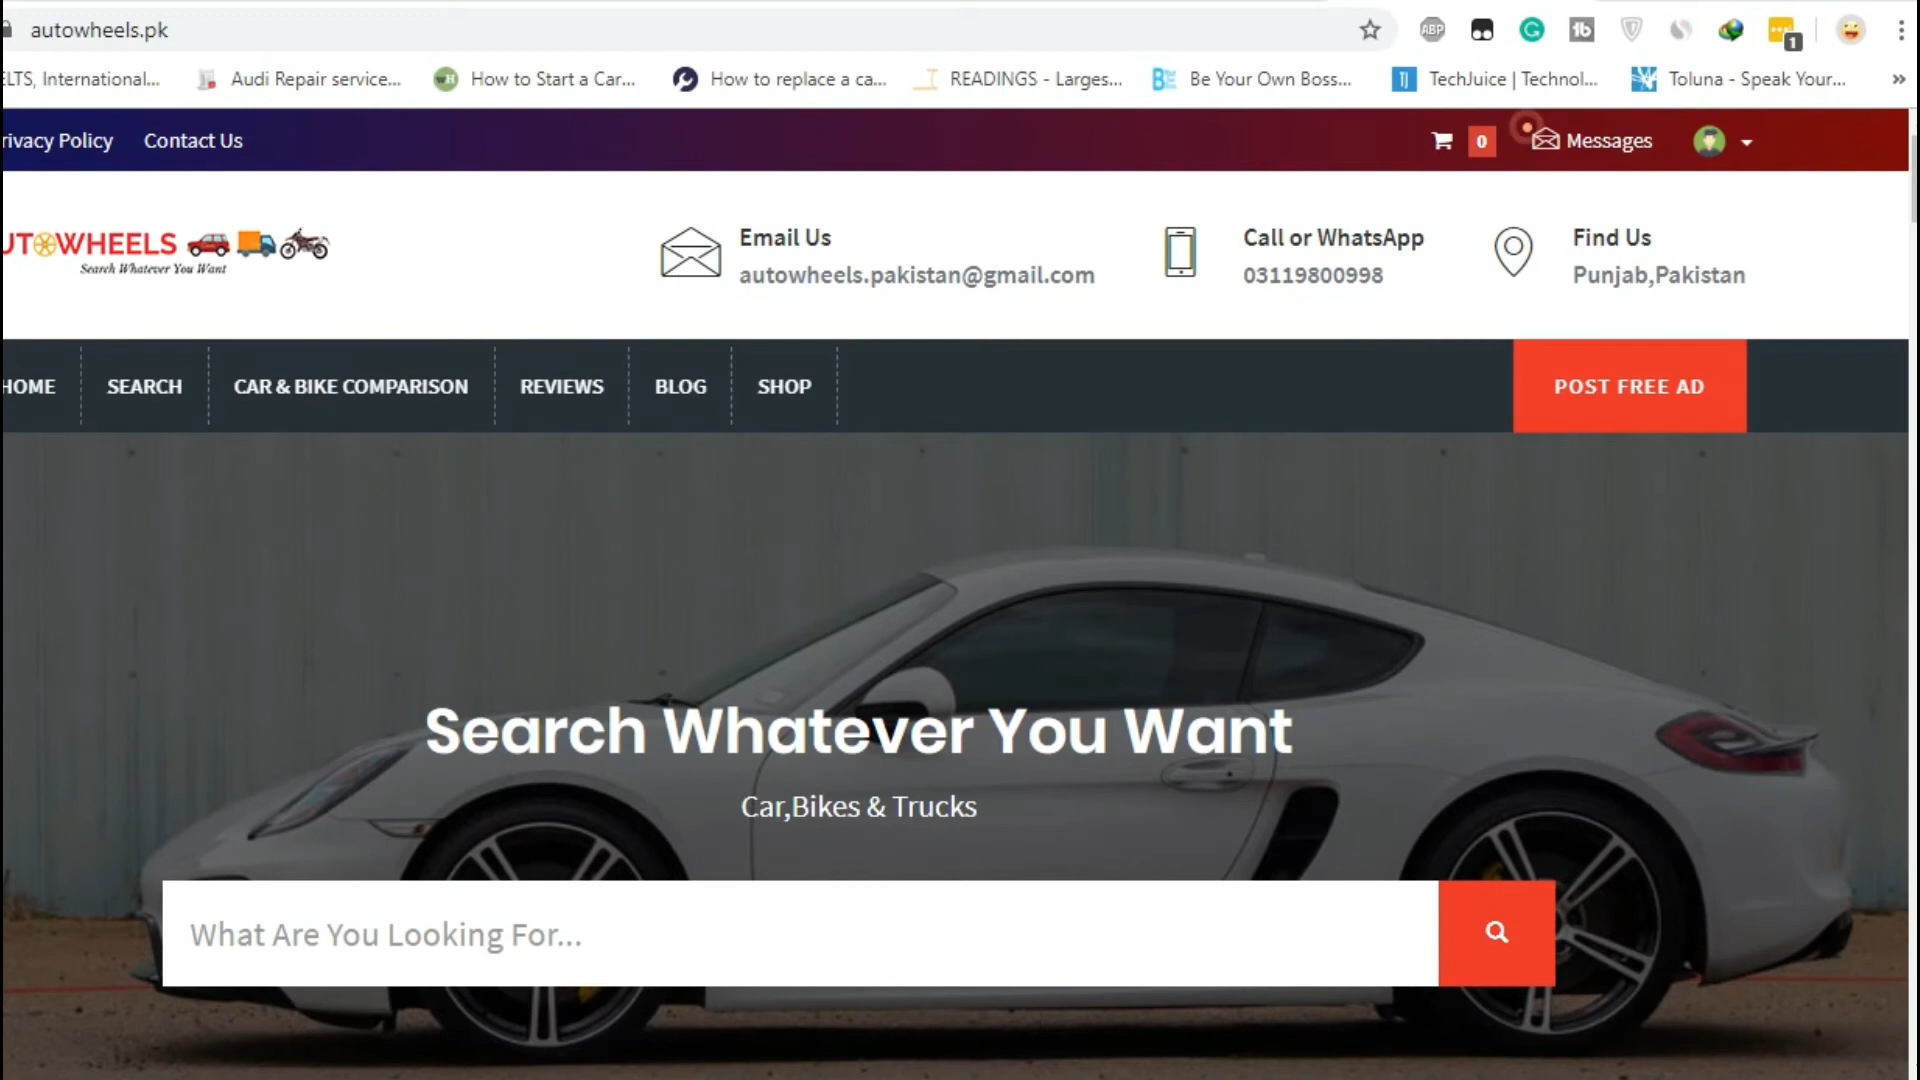 autowheels.pk
ABP
1
ELTS, International... Audi Repair service... How to Start a Car... How to replace a ca... READINGS - Larges... Be Your Own Boss... TechJuice | Technol... Toluna - Speak Your... »
rivacy Policy Contact Us 0 Messages
UTOWHEELS
Search Whatever You Want
Email Us
autowheels.pakistan@gmail.com
Call or WhatsApp
03119800998
Find Us
Punjab,Pakistan
HOME SEARCH CAR & BIKE COMPARISON REVIEWS BLOG SHOP POST FREE AD
Search Whatever You Want
Car,Bikes & Trucks
What Are You Looking For...